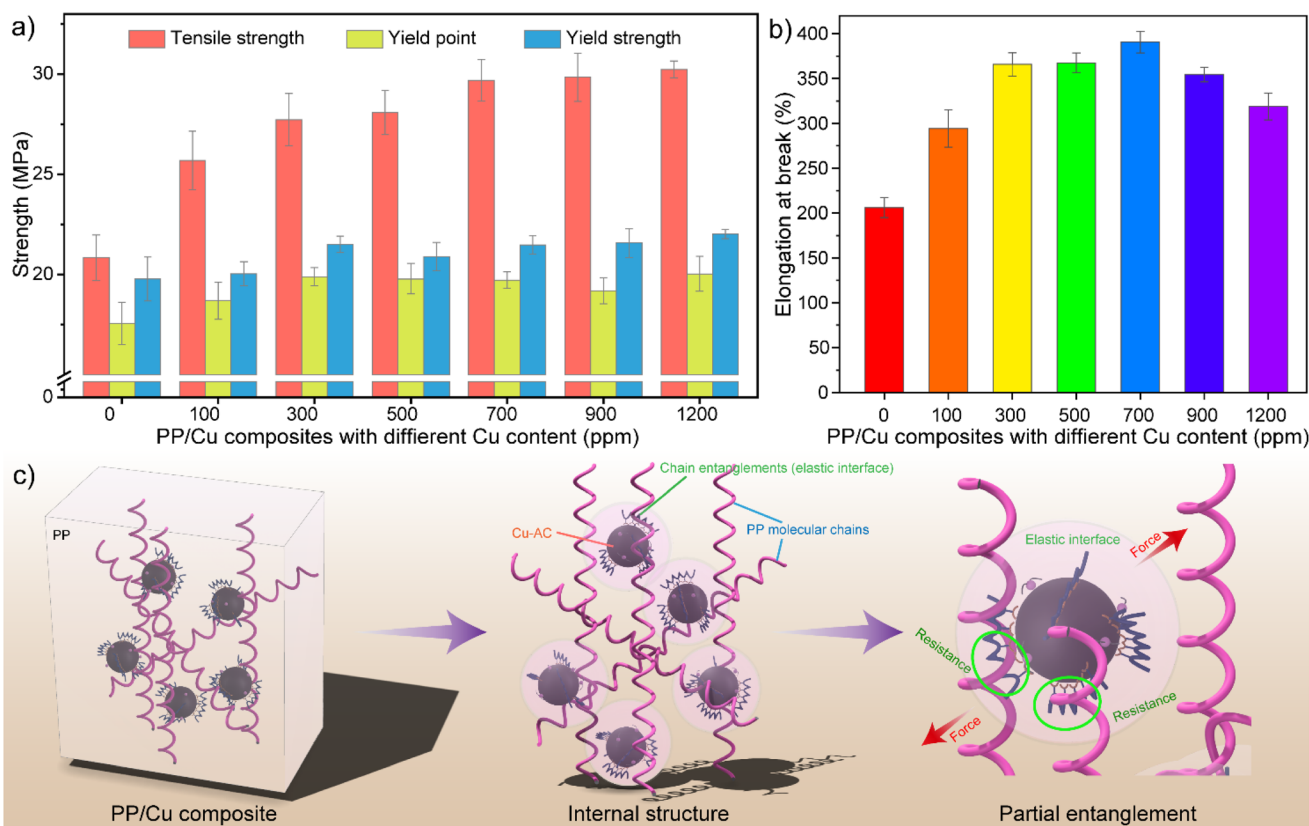 a)
Tensile strength
Yield point
Yield strength
Strength (MPa)
30
25
20
0
0 100 300 500 700 900 1200
PP/Cu composites with diffierent Cu content (ppm)
b)
Elongation at break (%)
400
350
300
250
200
150
100
50
0
0 100 300 500 700 900 1200
PP/Cu composites with diffierent Cu content (ppm)
c)
PP
PP/Cu composite
Chain entanglements (elastic interface)
Cu-AC
PP molecular chains
Internal structure
Elastic interface
Force
Resistance
Resistance
Force
Partial entanglement